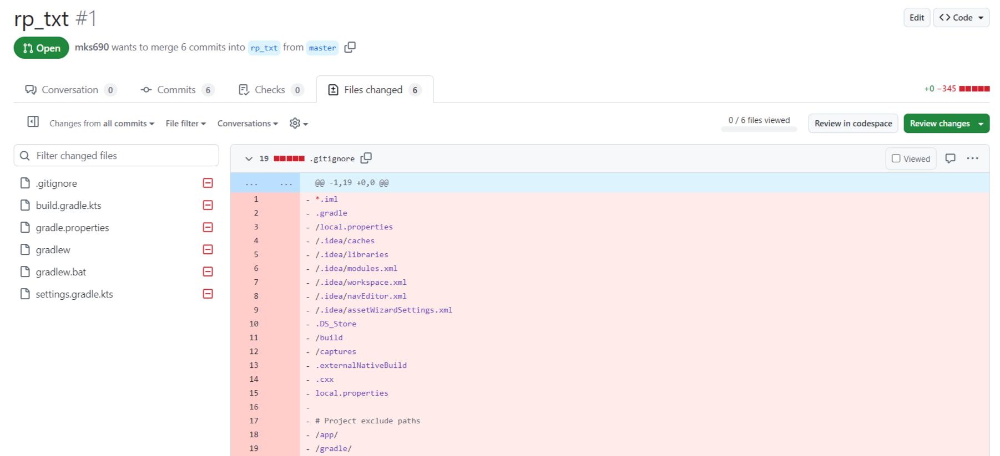 rp_txt #1
Edit
<> Code
Open
mks690 wants to merge 6 commits into rp_txt from master
Conversation 0
Commits 6
Checks 0
Files changed 6
+0 −345
Changes from all commits
File filter
Conversations
0 / 6 files viewed
Review in codespace
Review changes
Filter changed files
.gitignore
build.gradle.kts
gradle.properties
gradlew
gradlew.bat
settings.gradle.kts
19 .gitignore
Viewed
... ... @@ -1,19 +0,0 @@
1 - *.iml
2 - .gradle
3 - /local.properties
4 - /.idea/caches
5 - /.idea/libraries
6 - /.idea/modules.xml
7 - /.idea/workspace.xml
8 - /.idea/navEditor.xml
9 - /.idea/assetWizardSettings.xml
10 - .DS_Store
11 - /build
12 - /captures
13 - .externalNativeBuild
14 - .cxx
15 - local.properties
16 -
17 - # Project exclude paths
18 - /app/
19 - /gradle/